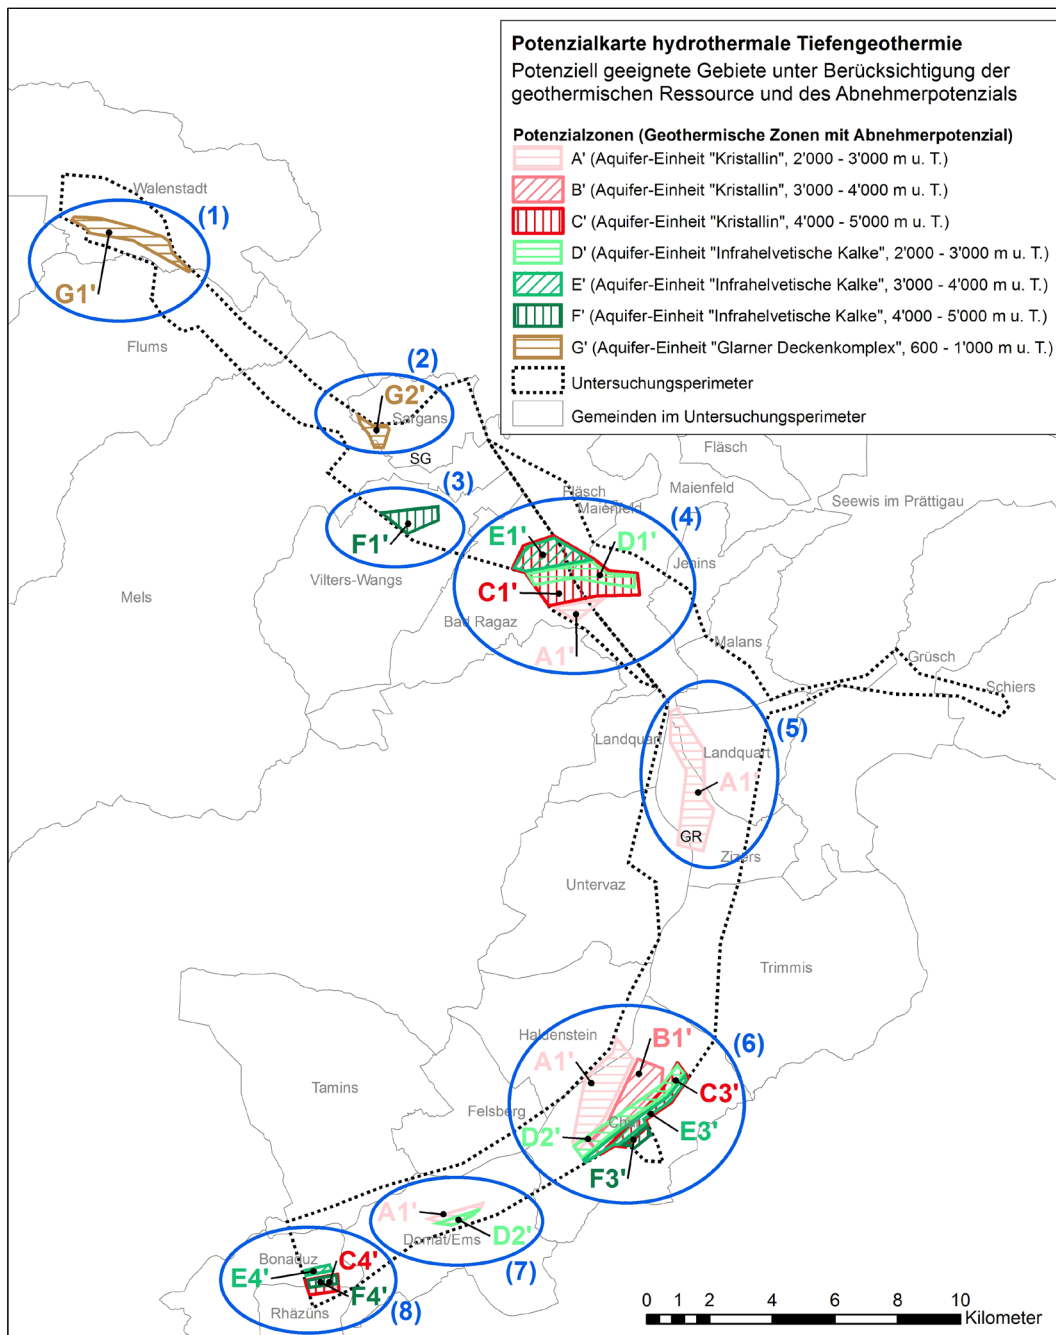 Potenzialkarte hydrothermale Tiefengeothermie
Potenziell geeignete Gebiete unter Berücksichtigung der
geothermischen Ressource und des Abnehmerpotenzials
Potenzialzonen (Geothermische Zonen mit Abnehmerpotenzial)
A' (Aquifer-Einheit "Kristallin", 2'000 - 3'000 m u. T.)
B' (Aquifer-Einheit "Kristallin", 3'000 - 4'000 m u. T.)
C' (Aquifer-Einheit "Kristallin", 4'000 - 5'000 m u. T.)
D' (Aquifer-Einheit "Infrahelvetische Kalke", 2'000 - 3'000 m u. T.)
E' (Aquifer-Einheit "Infrahelvetische Kalke", 3'000 - 4'000 m u. T.)
F' (Aquifer-Einheit "Infrahelvetische Kalke", 4'000 - 5'000 m u. T.)
G' (Aquifer-Einheit "Glarner Deckenkomplex", 600 - 1'000 m u. T.)
Untersuchungsperimeter
Gemeinden im Untersuchungsperimeter
Walenstadt
(1)
G1'
Flums
(2)
G2'
Sargans
SG
Fläsch
(3)
Fläsch
Maienfeld
Maienfeld
Seewis im Prättigau
(4)
F1'
E1'
D1'
Jenins
Vilters-Wangs
Mels
C1'
Bad Ragaz
Malans
A1'
Grüsch
Schiers
(5)
Landquart
Landquart
A1'
GR
Zizers
Untervaz
Trimmis
Haldenstein
B1'
(6)
A1'
Tamins
C3'
Felsberg
Chur
D2'
E3'
F3'
A1'
D2'
Domat/Ems
Bonaduz
C4'
(7)
E4'
F4'
Rhäzüns
(8)
0 1 2 4 6 8 10
Kilometer